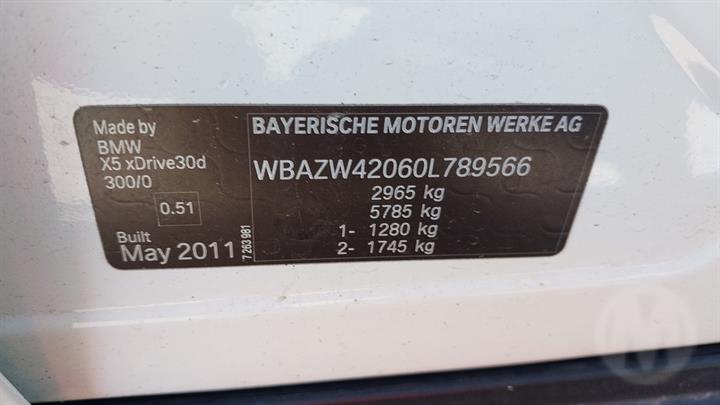 Made by
BMW
X5 xDrive30d
300/0
0.51
Built
May 2011
7 263 981
BAYERISCHE MOTOREN WERKE AG
WBAZW42060L789566
2965 kg
5785 kg
1- 1280 kg
2- 1745 kg
M